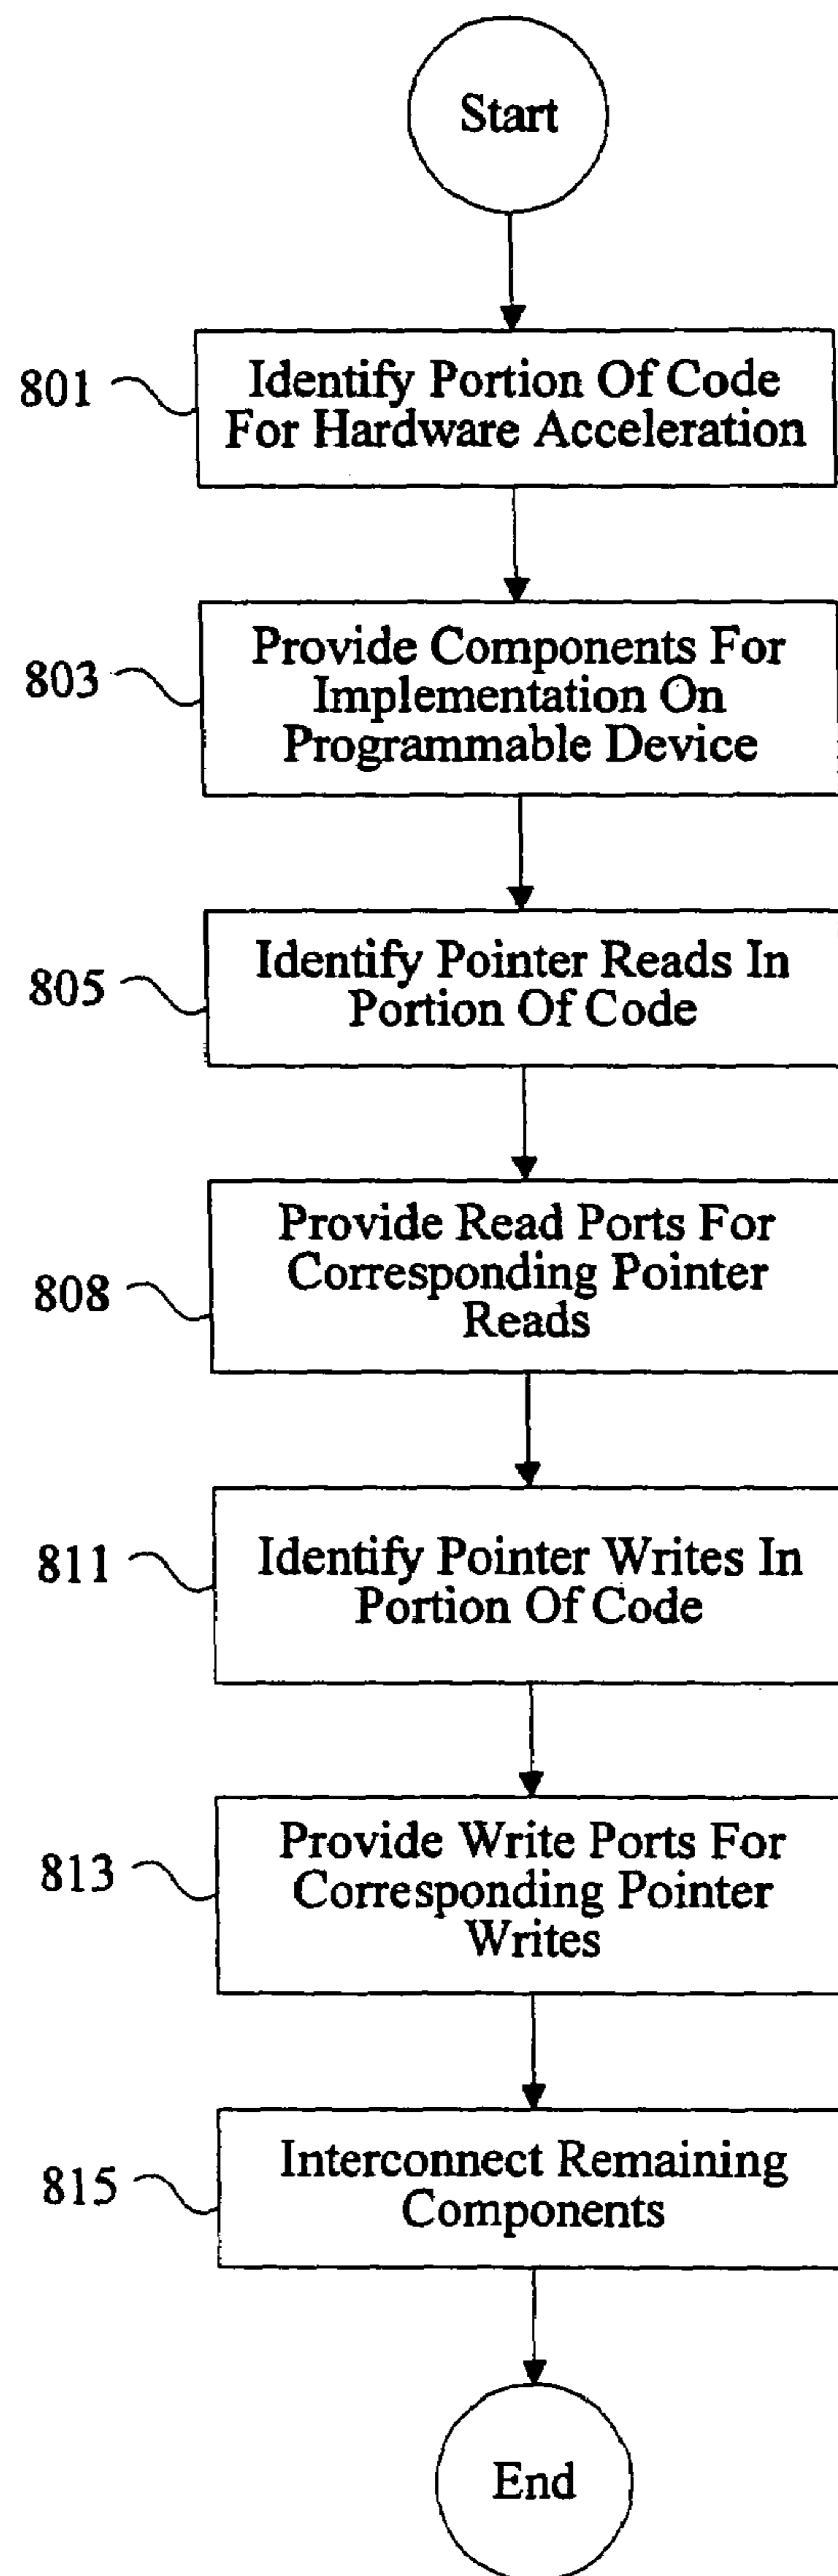 Start
801
Identify Portion Of Code
For Hardware Acceleration
803
Provide Components For
Implementation On
Programmable Device
805
Identify Pointer Reads In
Portion Of Code
808
Provide Read Ports For
Corresponding Pointer
Reads
811
Identify Pointer Writes In
Portion Of Code
813
Provide Write Ports For
Corresponding Pointer
Writes
815
Interconnect Remaining
Components
End